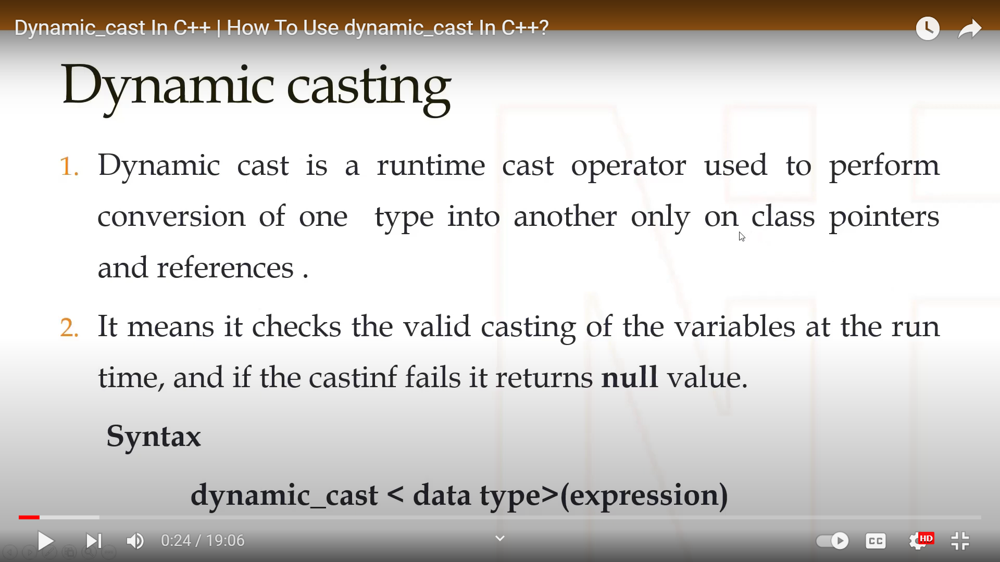 Dynamic_cast In C++ | How To Use dynamic_cast In C++?
Dynamic casting
1. Dynamic cast is a runtime cast operator used to perform
conversion of one type into another only on class pointers
and references .
2. It means it checks the valid casting of the variables at the run
time, and if the castinf fails it returns null value.
Syntax
dynamic_cast < data type>(expression)
0:24 / 19:06
CC
HD